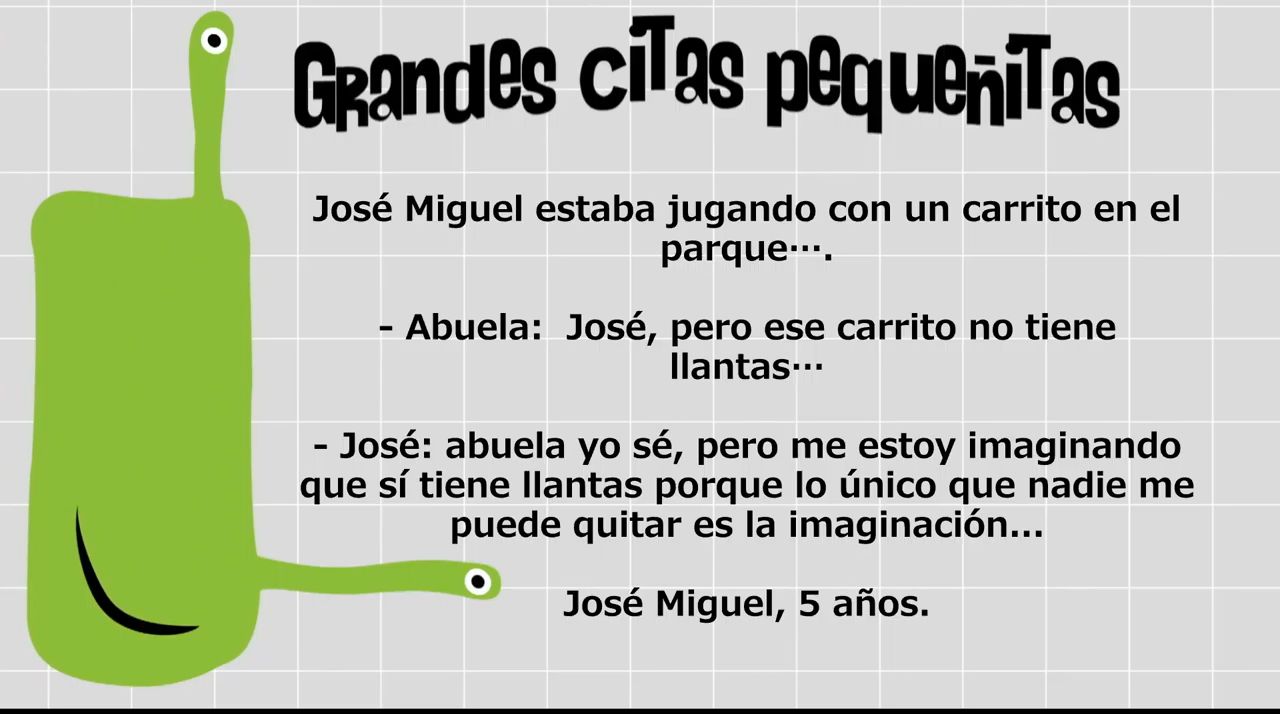 Grandes citas pequeñitas
José Miguel estaba jugando con un carrito en el
parque….
- Abuela:  José, pero ese carrito no tiene
llantas…
- José: abuela yo sé, pero me estoy imaginando
que sí tiene llantas porque lo único que nadie me
puede quitar es la imaginación...
José Miguel, 5 años.